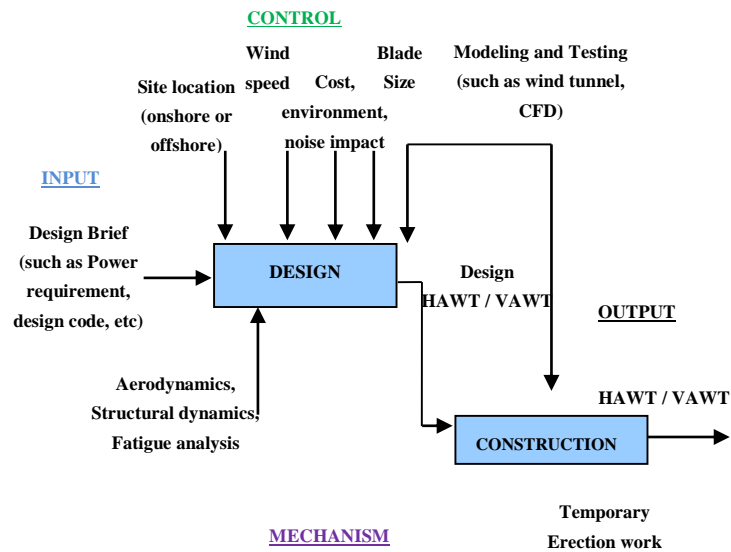 CONTROL
Wind
speed
Blade
Size
Modeling and Testing
(such as wind tunnel,
CFD)
Site location
(onshore or
offshore)
Cost,
environment,
noise impact
INPUT
Design Brief
(such as Power
requirement,
design code, etc)
DESIGN
Design
HAWT / VAWT
OUTPUT
Aerodynamics,
Structural dynamics,
Fatigue analysis
HAWT / VAWT
CONSTRUCTION
Temporary
Erection work
MECHANISM